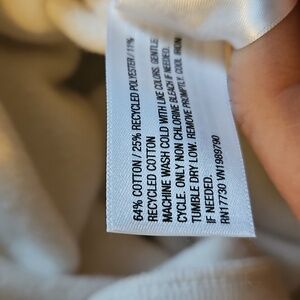 64% COTTON / 25% RECYCLED POLYESTER / 11%
RECYCLED COTTON
MACHINE WASH COLD WITH LIKE COLORS, GENTLE
CYCLE. ONLY NON CHLORINE BLEACH IF NEEDED.
TUMBLE DRY LOW. REMOVE PROMPTLY. COOL IRON
IF NEEDED.
RN17730 VN1989790